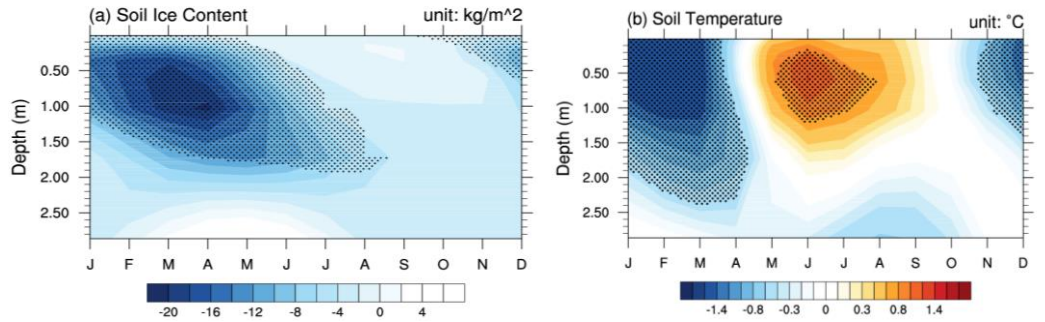 (a) Soil Ice Content unit: kg/m^2
0.50
1.00
1.50
2.00
2.50
Depth (m)
J F M A M J J A S O N D
-20 -16 -12 -8 -4 0 4
(b) Soil Temperature unit: °C
0.50
1.00
1.50
2.00
2.50
Depth (m)
J F M A M J J A S O N D
-1.4 -0.8 -0.3 0 0.3 0.8 1.4